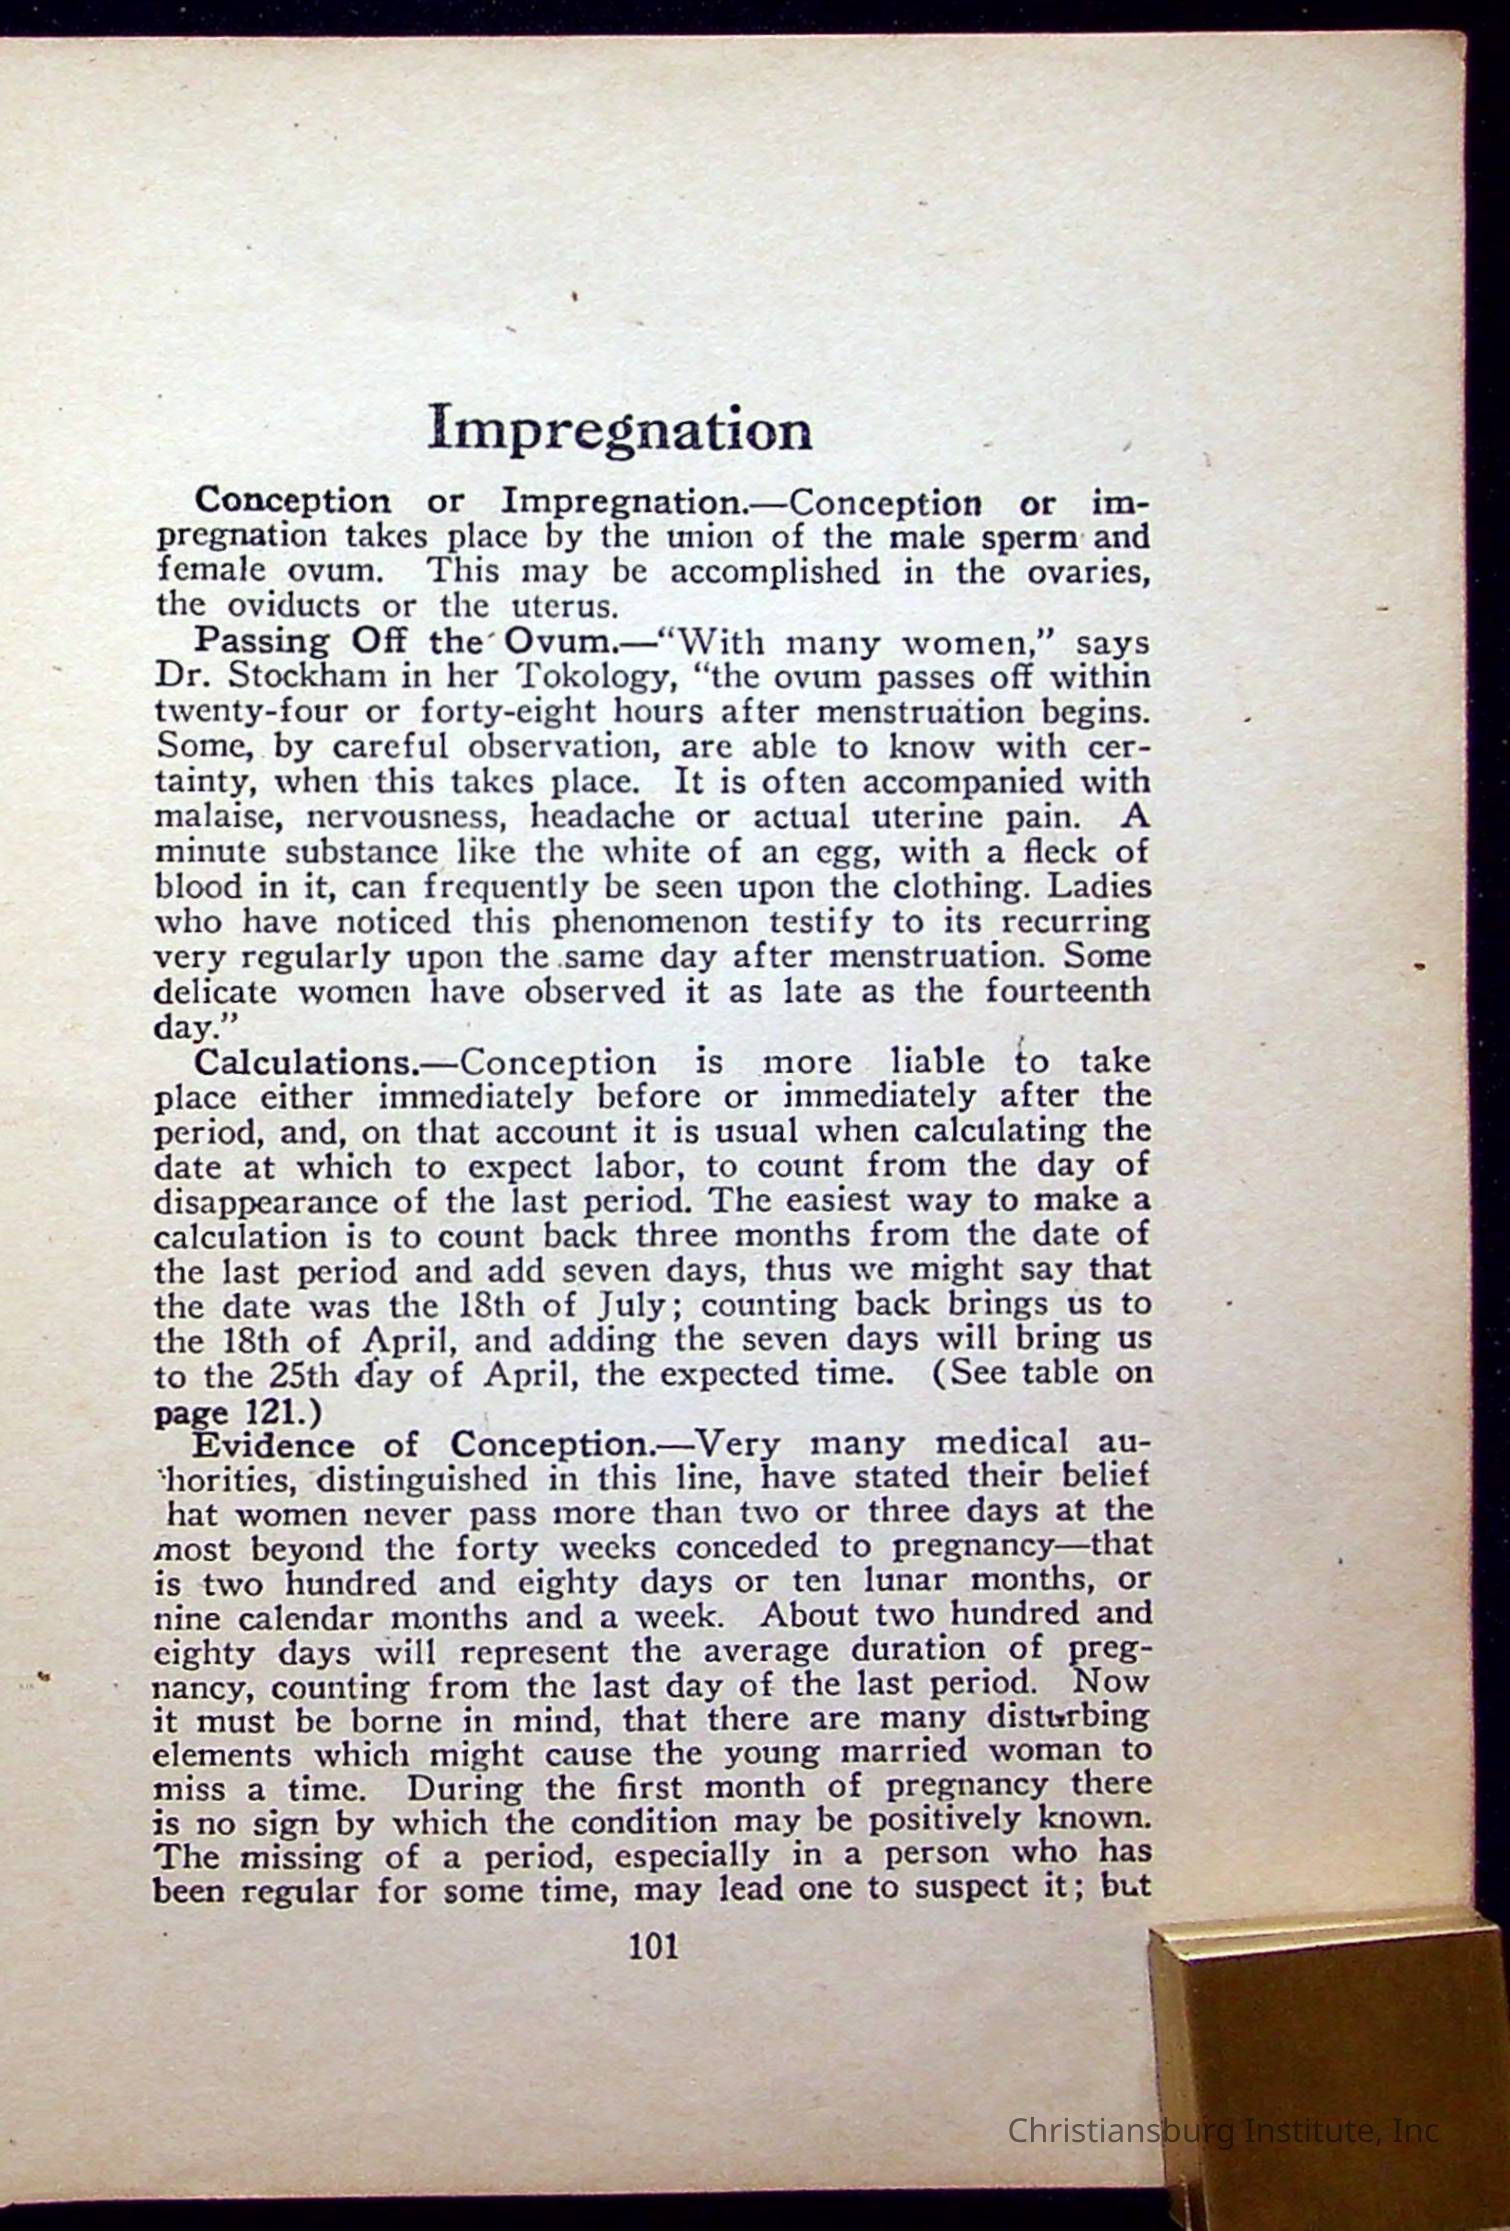 Impregnation
Conception or Impregnation.—Conception or im-
pregnation takes place by the union of the male sperm and
female ovum. This may be accomplished in the ovaries,
the oviducts or the uterus.
Passing Off the Ovum.—“With many women,” says
Dr. Stockham in her Tokology, “the ovum passes off within
twenty-four or forty-eight hours after menstruation begins.
Some, by careful observation, are able to know with cer-
tainty, when this takes place. It is often accompanied with
malaise, nervousness, headache or actual uterine pain. A
minute substance like the white of an egg, with a fleck of
blood in it, can frequently be seen upon the clothing. Ladies
who have noticed this phenomenon testify to its recurring
very regularly upon the same day after menstruation. Some
delicate women have observed it as late as the fourteenth
day.”
Calculations.—Conception is more liable to take
place either immediately before or immediately after the
period, and, on that account it is usual when calculating the
date at which to expect labor, to count from the day of
disappearance of the last period. The easiest way to make a
calculation is to count back three months from the date of
the last period and add seven days, thus we might say that
the date was the 18th of July; counting back brings us to
the 18th of April, and adding the seven days will bring us
to the 25th day of April, the expected time. (See table on
page 121.)
Evidence of Conception.—Very many medical au-
horities, distinguished in this line, have stated their belief
hat women never pass more than two or three days at the
most beyond the forty weeks conceded to pregnancy—that
is two hundred and eighty days or ten lunar months, or
nine calendar months and a week. About two hundred and
eighty days will represent the average duration of preg-
nancy, counting from the last day of the last period. Now
it must be borne in mind, that there are many disturbing
elements which might cause the young married woman to
miss a time. During the first month of pregnancy there
is no sign by which the condition may be positively known.
The missing of a period, especially in a person who has
been regular for some time, may lead one to suspect it; but
101
Christiansburg Institute, Inc